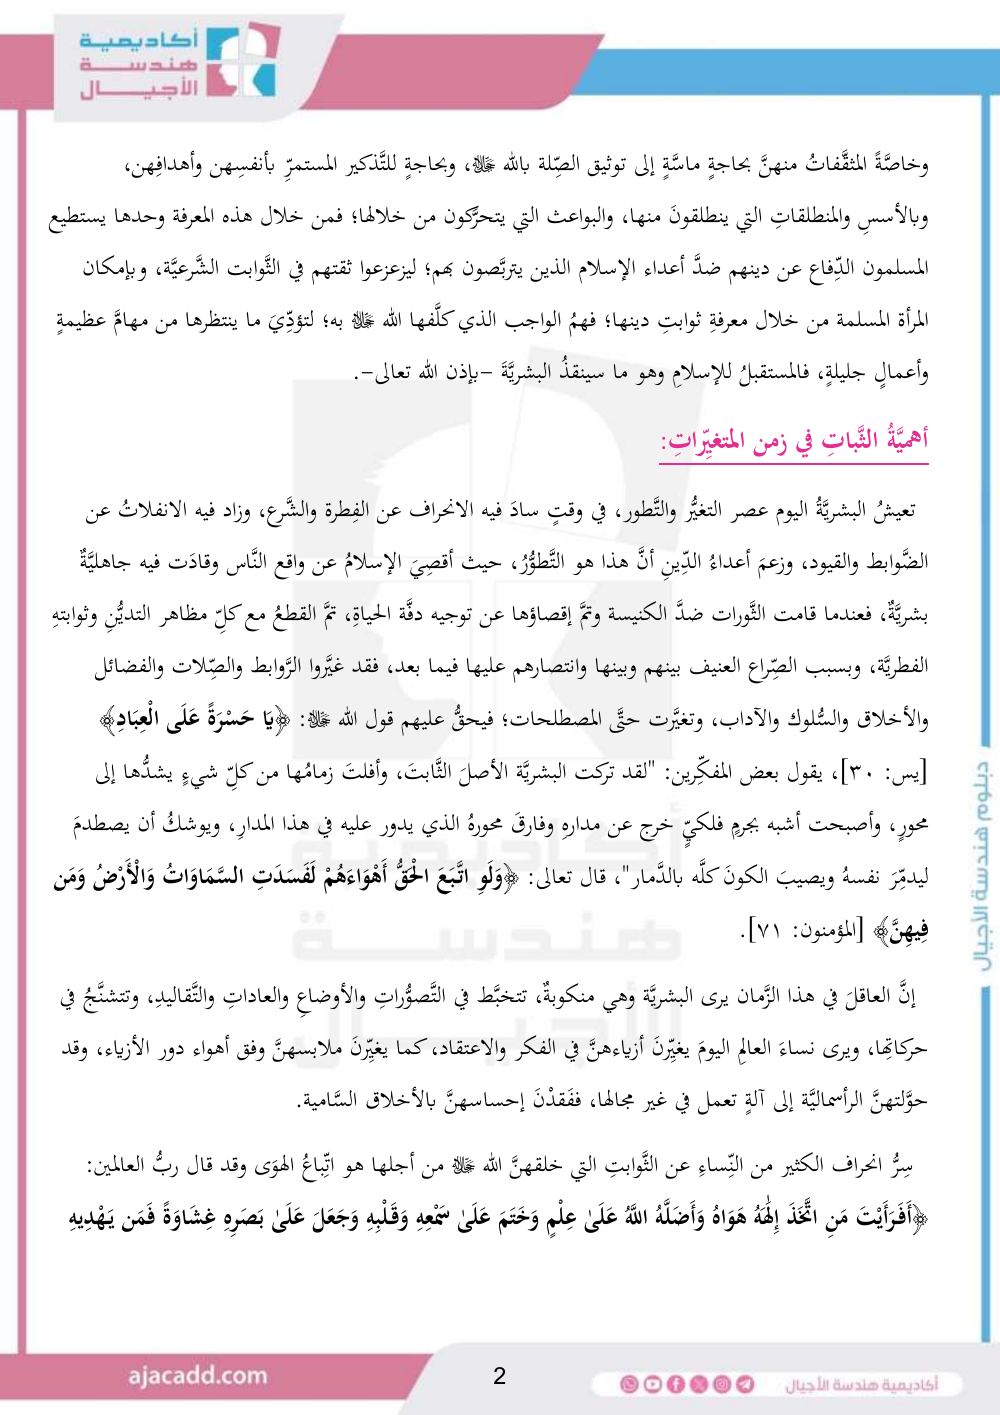 أكاديمية
هندسة
الأجيال
وخاصَّةً المثقَّفاتُ منهنَّ بحاجةٍ ماسَّةٍ إلى توثيق الصِّلة بالله ﷻ، وبحاجةٍ للتَّذكير المستمرِّ بأنفسِهن وأهدافِهن،
وبالأسسِ والمنطلقاتِ التي ينطلقونَ منها، والبواعث التي يتحرَّكون من خلالها؛ فمن خلال هذه المعرفة وحدها يستطيع
المسلمون الدِّفاع عن دينهم ضدَّ أعداء الإسلام الذين يتربَّصون بهم؛ ليزعزعوا ثقتهم في الثَّوابت الشَّرعيَّة، وبإمكان
المرأة المسلمة من خلال معرفةِ ثوابتِ دينها؛ فهمُ الواجب الذي كلَّفها الله ﷻ به؛ لتؤدِّيَ ما ينتظرها من مهامَّ عظيمةٍ
وأعمالٍ جليلةٍ، فالمستقبلُ للإسلامِ وهو ما سينقذُ البشريَّةَ –بإذن الله تعالى–.
أهميَّةُ الثَّباتِ في زمن المتغيِّراتِ:
تعيشُ البشريَّةُ اليوم عصر التغيُّر والتَّطور، في وقتٍ سادَ فيه الانحراف عن الفِطرة والشَّرع، وزاد فيه الانفلاتُ عن
الضَّوابط والقيود، وزعمَ أعداءُ الدِّينِ أنَّ هذا هو التَّطوُّرُ، حيث أقصِيَ الإسلامُ عن واقع النَّاس وقادَت فيه جاهليَّةٌ
بشريَّةٌ، فعندما قامت الثَّورات ضدَّ الكنيسة وتمَّ إقصاؤها عن توجيه دفَّة الحياةِ، تمَّ القطعُ مع كلِّ مظاهر التديُّنِ وثوابتهِ
الفطريَّة، وبسبب الصِّراع العنيف بينهم وبينها وانتصارهم عليها فيما بعد، فقد غيَّروا الرَّوابط والصِّلات والفضائل
والأخلاق والسُّلوك والآداب، وتغيَّرت حتَّى المصطلحات؛ فيحقُّ عليهم قول الله ﷻ: ﴿يَا حَسْرَةً عَلَى الْعِبَادِ﴾
[يس: ٣٠]، يقول بعض المفكِّرين: "لقد تركت البشريَّة الأصلَ الثَّابتَ، وأفلتَ زمامُها من كلِّ شيءٍ يشدُّها إلى
محورٍ، وأصبحت أشبه بجرمٍ فلكيٍّ خرج عن مدارهِ وفارقَ محورهُ الذي يدور عليه في هذا المدارِ، ويوشكُ أن يصطدمَ
ليدمِّرَ نفسهُ ويصيبَ الكونَ كلَّه بالدَّمار"، قال تعالى: ﴿وَلَوِ اتَّبَعَ الْحَقُّ أَهْوَاءَهُمْ لَفَسَدَتِ السَّمَاوَاتُ وَالْأَرْضُ وَمَن
فِيهِنَّ﴾ [المؤمنون: ٧١].
إنَّ العاقلَ في هذا الزَّمان يرى البشريَّة وهي منكوبةٌ، تتخبَّط في التَّصوُّراتِ والأوضاعِ والعاداتِ والتَّقاليدِ، وتتشنَّجُ في
حركاتِها، ويرى نساءَ العالمِ اليومَ يغيِّرنَ أزياءهنَّ في الفكر والاعتقاد، كما يغيِّرنَ ملابسهنَّ وفق أهواء دور الأزياء، وقد
حوَّلتهنَّ الرأسماليَّة إلى آلةٍ تعمل في غير مجالها، ففَقدْنَ إحساسهنَّ بالأخلاق السَّامية.
سِرُّ انحراف الكثير من النِّساءِ عن الثَّوابتِ التي خلقهنَّ الله ﷻ من أجلها هو اتِّباعُ الهوَى وقد قال ربُّ العالمين:
﴿أَفَرَأَيْتَ مَنِ اتَّخَذَ إِلَٰهَهُ هَوَاهُ وَأَضَلَّهُ اللَّهُ عَلَىٰ عِلْمٍ وَخَتَمَ عَلَىٰ سَمْعِهِ وَقَلْبِهِ وَجَعَلَ عَلَىٰ بَصَرِهِ غِشَاوَةً فَمَن يَهْدِيهِ
دبلوم هندسة الأجيال
أكاديمية
هندسة
الأجيال
أكاديمية هندسة الأجيال
2
ajacadd.com